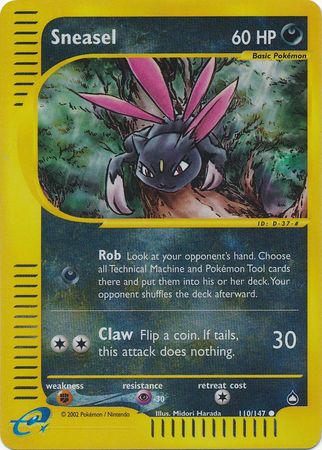 Sneasel 60 HP
Basic Pokémon
ID: D-37-#
Rob Look at your opponent's hand. Choose
all Technical Machine and Pokémon Tool cards
there and put them into his or her deck. Your
opponent shuffles the deck afterward.
Claw Flip a coin. If tails, 30
this attack does nothing.
weakness resistance retreat cost
-30
© 2002 Pokémon / Nintendo Illus. Midori Harada 110/147
e